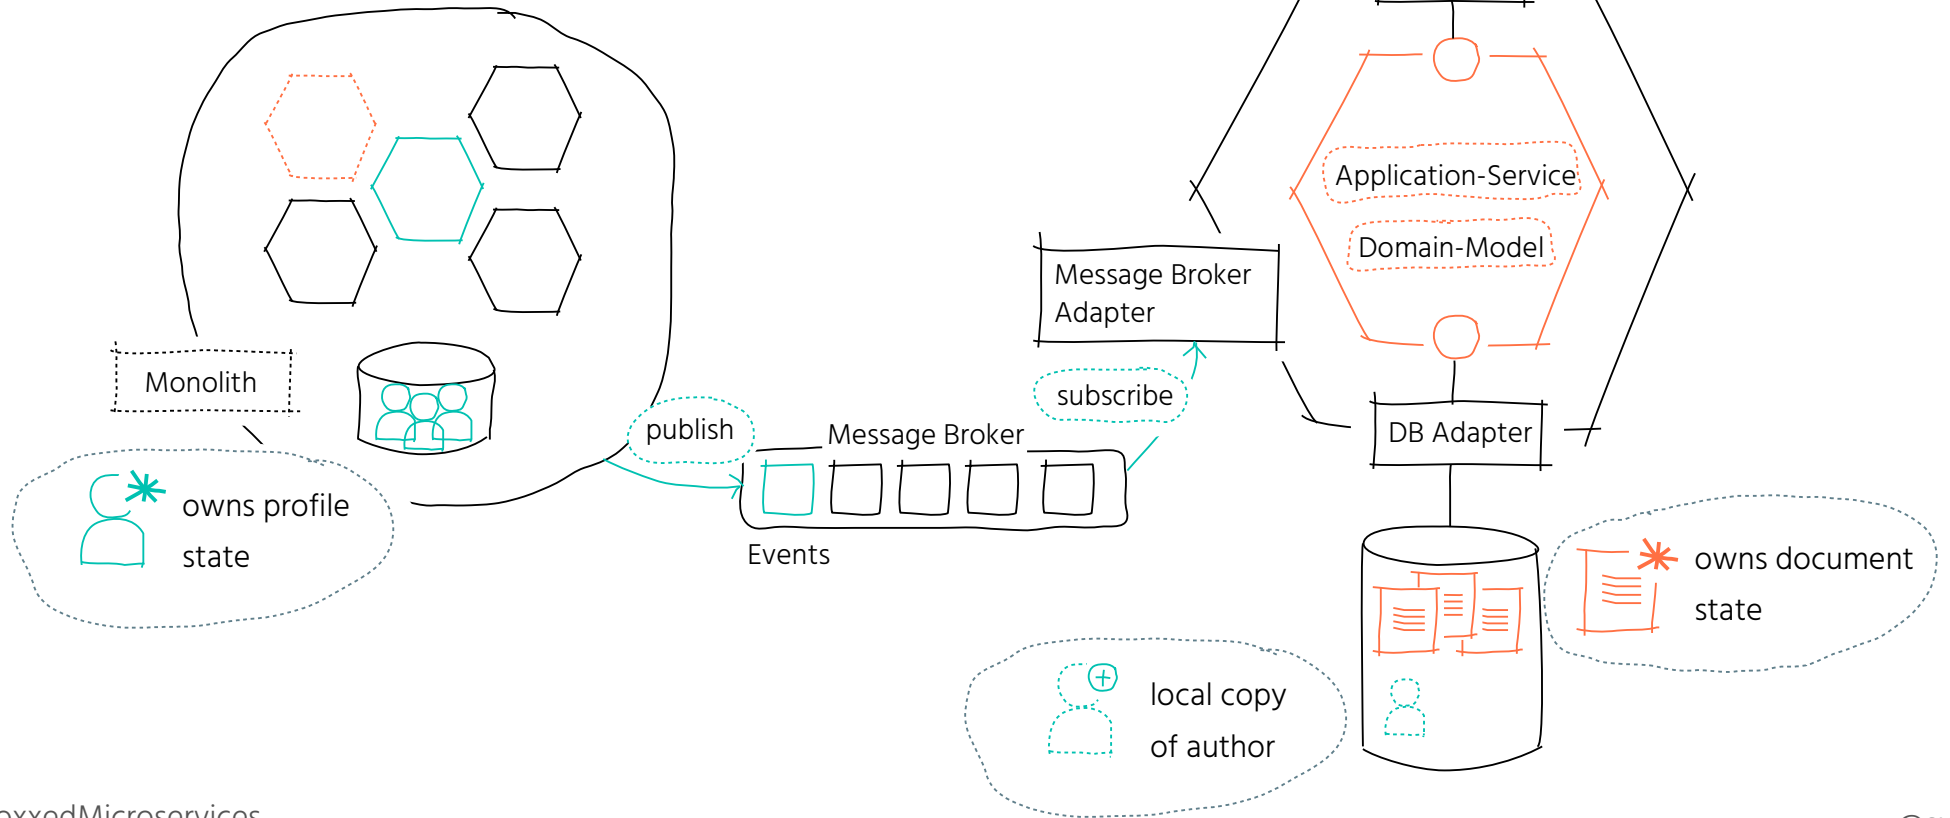 Application-Service
Domain-Model
Message Broker
Adapter
Monolith
subscribe
publish
Message Broker
DB Adapter
owns profile
state
Events
owns document
state
local copy
of author